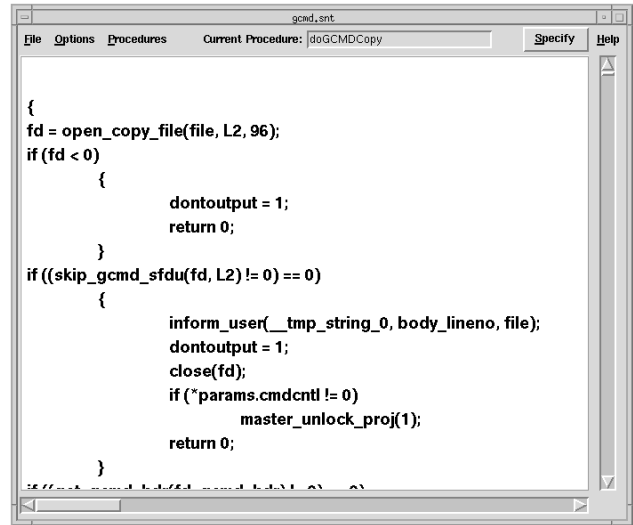 gcmd.snt
File Options Procedures Current Procedure: doGCMDCopy Specify Help
{
fd = open_copy_file(file, L2, 96);
if (fd < 0)
{
dontoutput = 1;
return 0;
}
if ((skip_gcmd_sfdu(fd, L2) != 0) == 0)
{
inform_user(__tmp_string_0, body_lineno, file);
dontoutput = 1;
close(fd);
if (*params.cmdcntl != 0)
master_unlock_proj(1);
return 0;
}